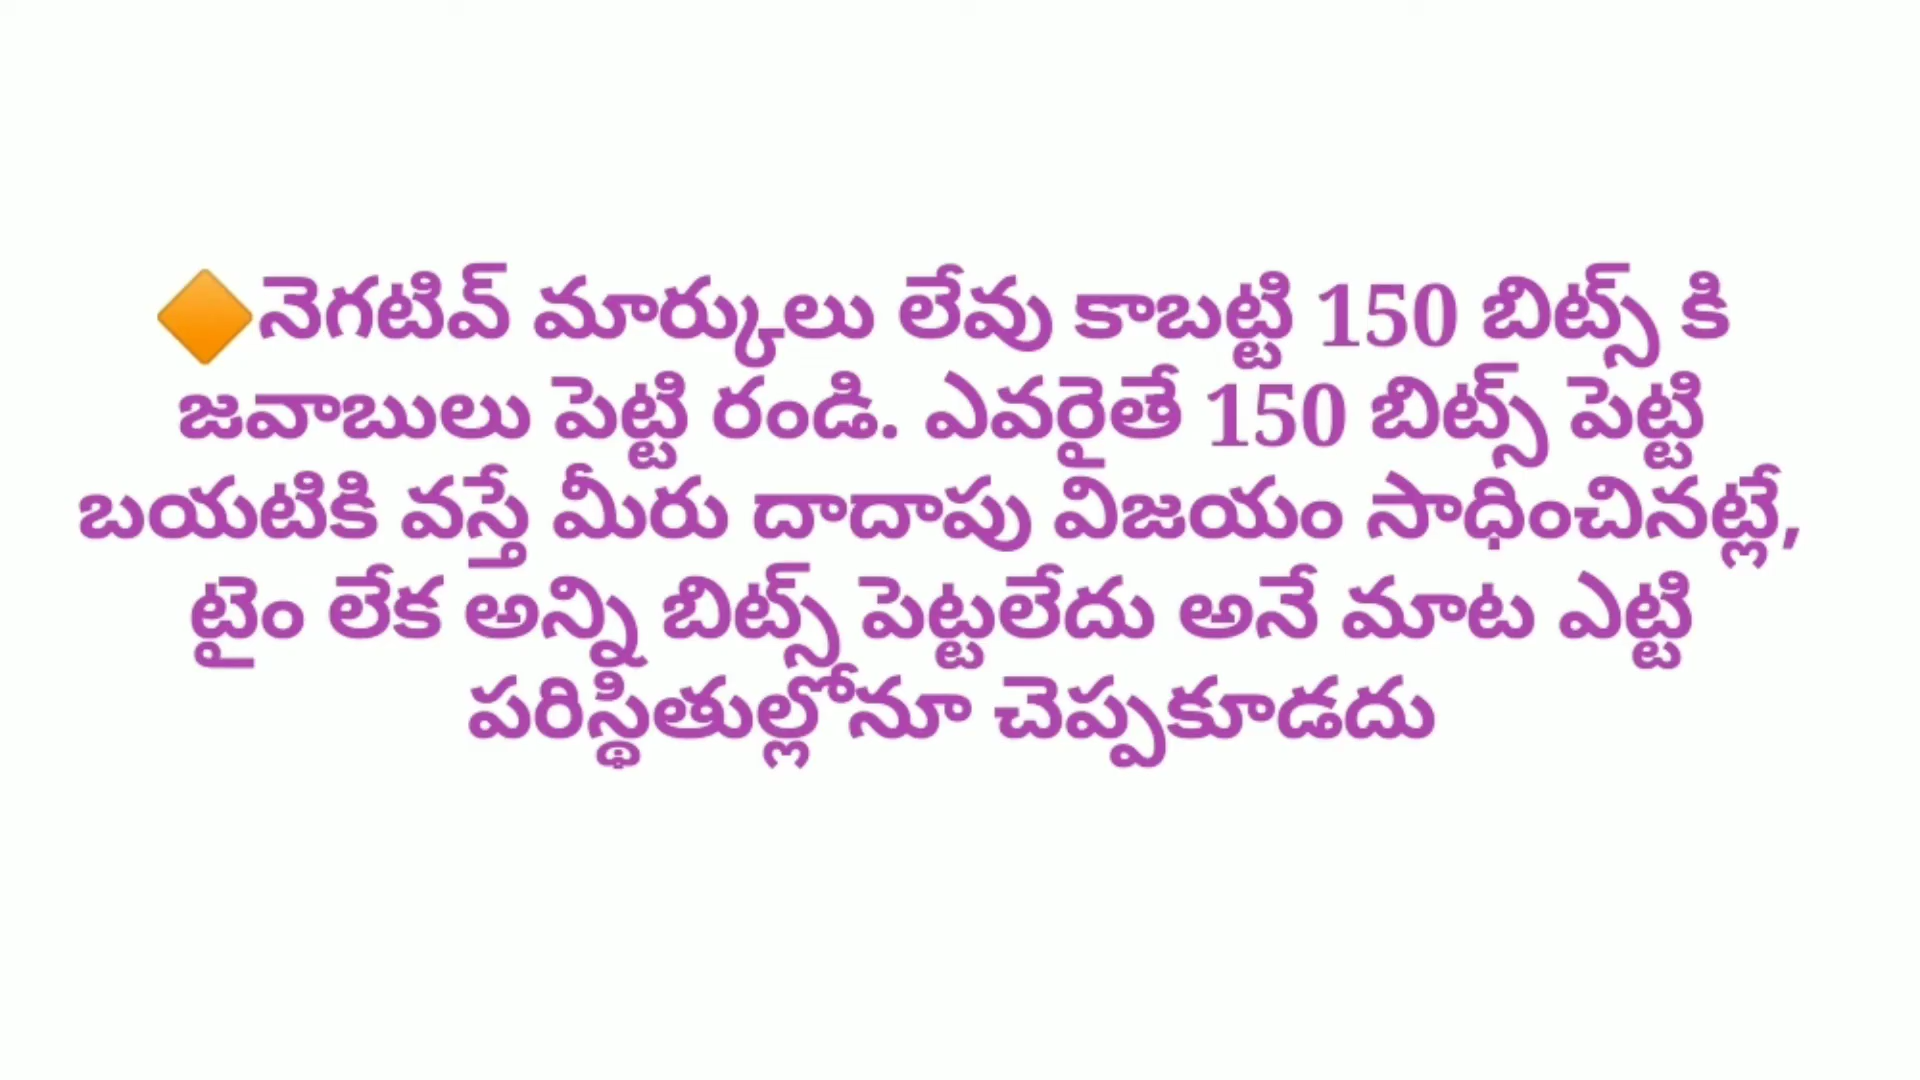 🔶నెగటివ్ మార్కులు లేవు కాబట్టి 150 బిట్స్ కి
జవాబులు పెట్టి రండి. ఎవరైతే 150 బిట్స్ పెట్టి
బయటికి వస్తే మీరు దాదాపు విజయం సాధించినట్లే,
టైం లేక అన్ని బిట్స్ పెట్టలేదు అనే మాట ఎట్టి
పరిస్థితుల్లోనూ చెప్పకూడదు